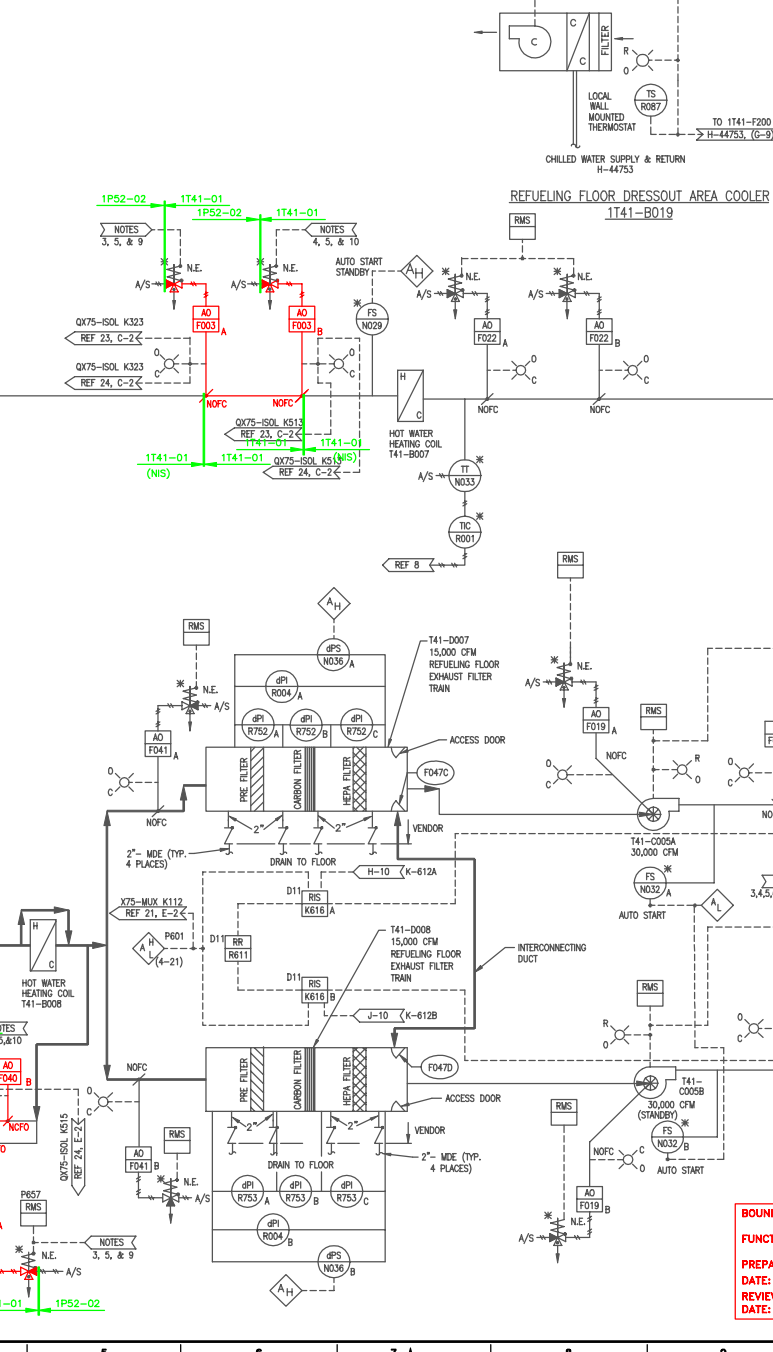 C
C
C
FILTER
R
O
LOCAL
WALL
MOUNTED
THERMOSTAT
TS
R087
TO 1T41-F200
H-44753, (G-9)
CHILLED WATER SUPPLY & RETURN
H-44753
REFUELING FLOOR DRESSOUT AREA COOLER
1T41-B019
1P52-02
1T41-01
1P52-02
1T41-01
NOTES
3, 5, & 9
NOTES
4, 5, & 10
N.E.
A/S
N.E.
A/S
AUTO START
STANDBY
AH
RMS
N.E.
A/S
N.E.
A/S
AO
F003
A
AO
F003
B
FS
N029
AO
F022
A
AO
F022
B
QX75-ISOL K323
REF 23, C-2
QX75-ISOL K323
REF 24, C-2
O
C
O
C
O
C
O
C
H
C
NOFC
NOFC
NOFC
NOFC
QX75-ISOL K513
REF 23, C-2
1T41-01
1T41-01
(NIS)
1T41-01
(NIS)
1T41-01
QX75-ISOL K513
REF 24, C-2
HOT WATER
HEATING COIL
T41-B007
A/S
TT
N033
TIC
R001
REF 8
RMS
AH
RMS
dPS
N036
A
T41-D007
15,000 CFM
REFUELING FLOOR
EXHAUST FILTER
TRAIN
dPI
R004
A
N.E.
A/S
N.E.
A/S
dPI
R752
A
dPI
R752
B
dPI
R752
C
AO
F041
A
AO
F019
A
RMS
ACCESS DOOR
NOFC
R
O
O
C
O
C
O
C
PRE FILTER
CARBON FILTER
HEPA FILTER
F047C
NOFC
2"
2"
VENDOR
2"- MDE (TYP.
4 PLACES)
DRAIN TO FLOOR
T41-C005A
30,000 CFM
H-10
K-612A
FS
N032
A
AUTO START
AL
D11
RIS
K616
A
X75-MUX K112
REF 21, E-2
P601
AHL
(4-21)
D11
RR
R611
T41-D008
15,000 CFM
REFUELING FLOOR
EXHAUST FILTER
TRAIN
INTERCONNECTING
DUCT
H
C
HOT WATER
HEATING COIL
T41-B008
D11
RIS
K616
B
RMS
J-10
K-612B
R
O
O
C
PRE FILTER
CARBON FILTER
HEPA FILTER
F047D
ACCESS DOOR
AO
F040
B
NOFC
O
C
NCFO
T41-
C005B
30,000 CFM
(STANDBY)
RMS
2"
2"
VENDOR
QX75-ISOL K515
REF 24, E-2
RMS
FS
N032
B
AUTO START
NOFC
C
O
AO
F041
B
DRAIN TO FLOOR
2"- MDE (TYP.
4 PLACES)
N.E.
A/S
dPI
R753
A
dPI
R753
B
dPI
R753
C
AO
F019
B
P657
RMS
dPI
R004
B
N.E.
A/S
NOTES
3, 5, & 9
N.E.
A/S
dPS
N036
B
AH
1P52-02
BOUN
FUNCT
PREPA
DATE:
REVIE
DATE: